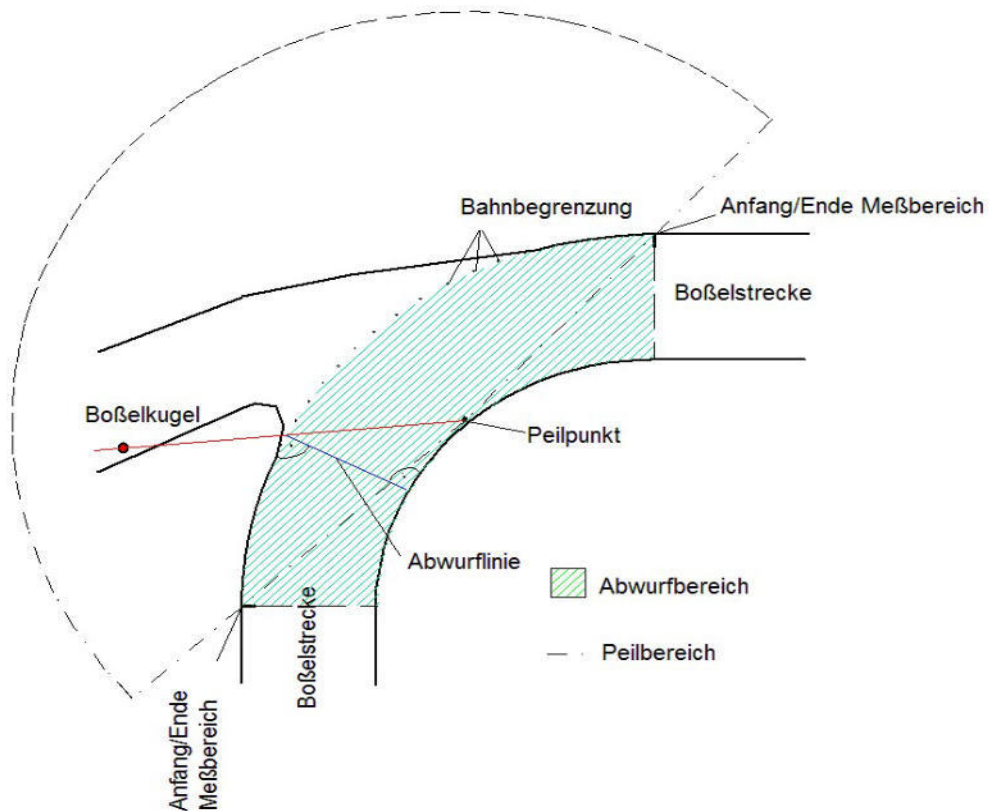 Bahnbegrenzung
Anfang/Ende Meßbereich
Boßelstrecke
Boßelkugel
Peilpunkt
Abwurflinie
Abwurfbereich
Peilbereich
Boßelstrecke
Anfang/Ende
Meßbereich